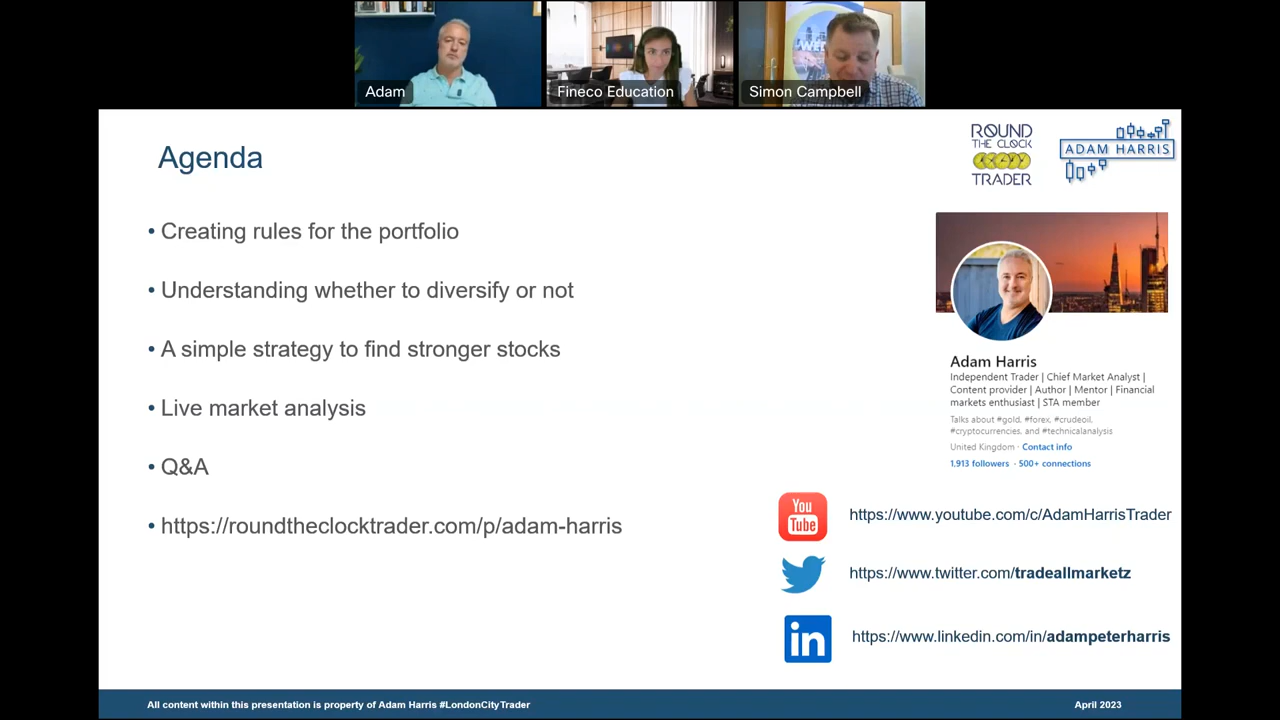 Adam
Fineco Education
Simon Campbell
Agenda
ROUND
THE CLOCK
TRADER
ADAM HARRIS
• Creating rules for the portfolio
• Understanding whether to diversify or not
• A simple strategy to find stronger stocks
• Live market analysis
• Q&A
• https://roundtheclocktrader.com/p/adam-harris
Adam Harris
Independent Trader | Chief Market Analyst |
Content provider | Author | Mentor | Financial
markets enthusiast | STA member
Talks about #gold, #forex, #crudeoil,
#cryptocurrencies, and #technicalanalysis
United Kingdom · Contact info
1,913 followers · 500+ connections
You
Tube
https://www.youtube.com/c/AdamHarrisTrader
https://www.twitter.com/tradeallmarketz
in
https://www.linkedin.com/in/adampeterharris
All content within this presentation is property of Adam Harris #LondonCityTrader
April 2023